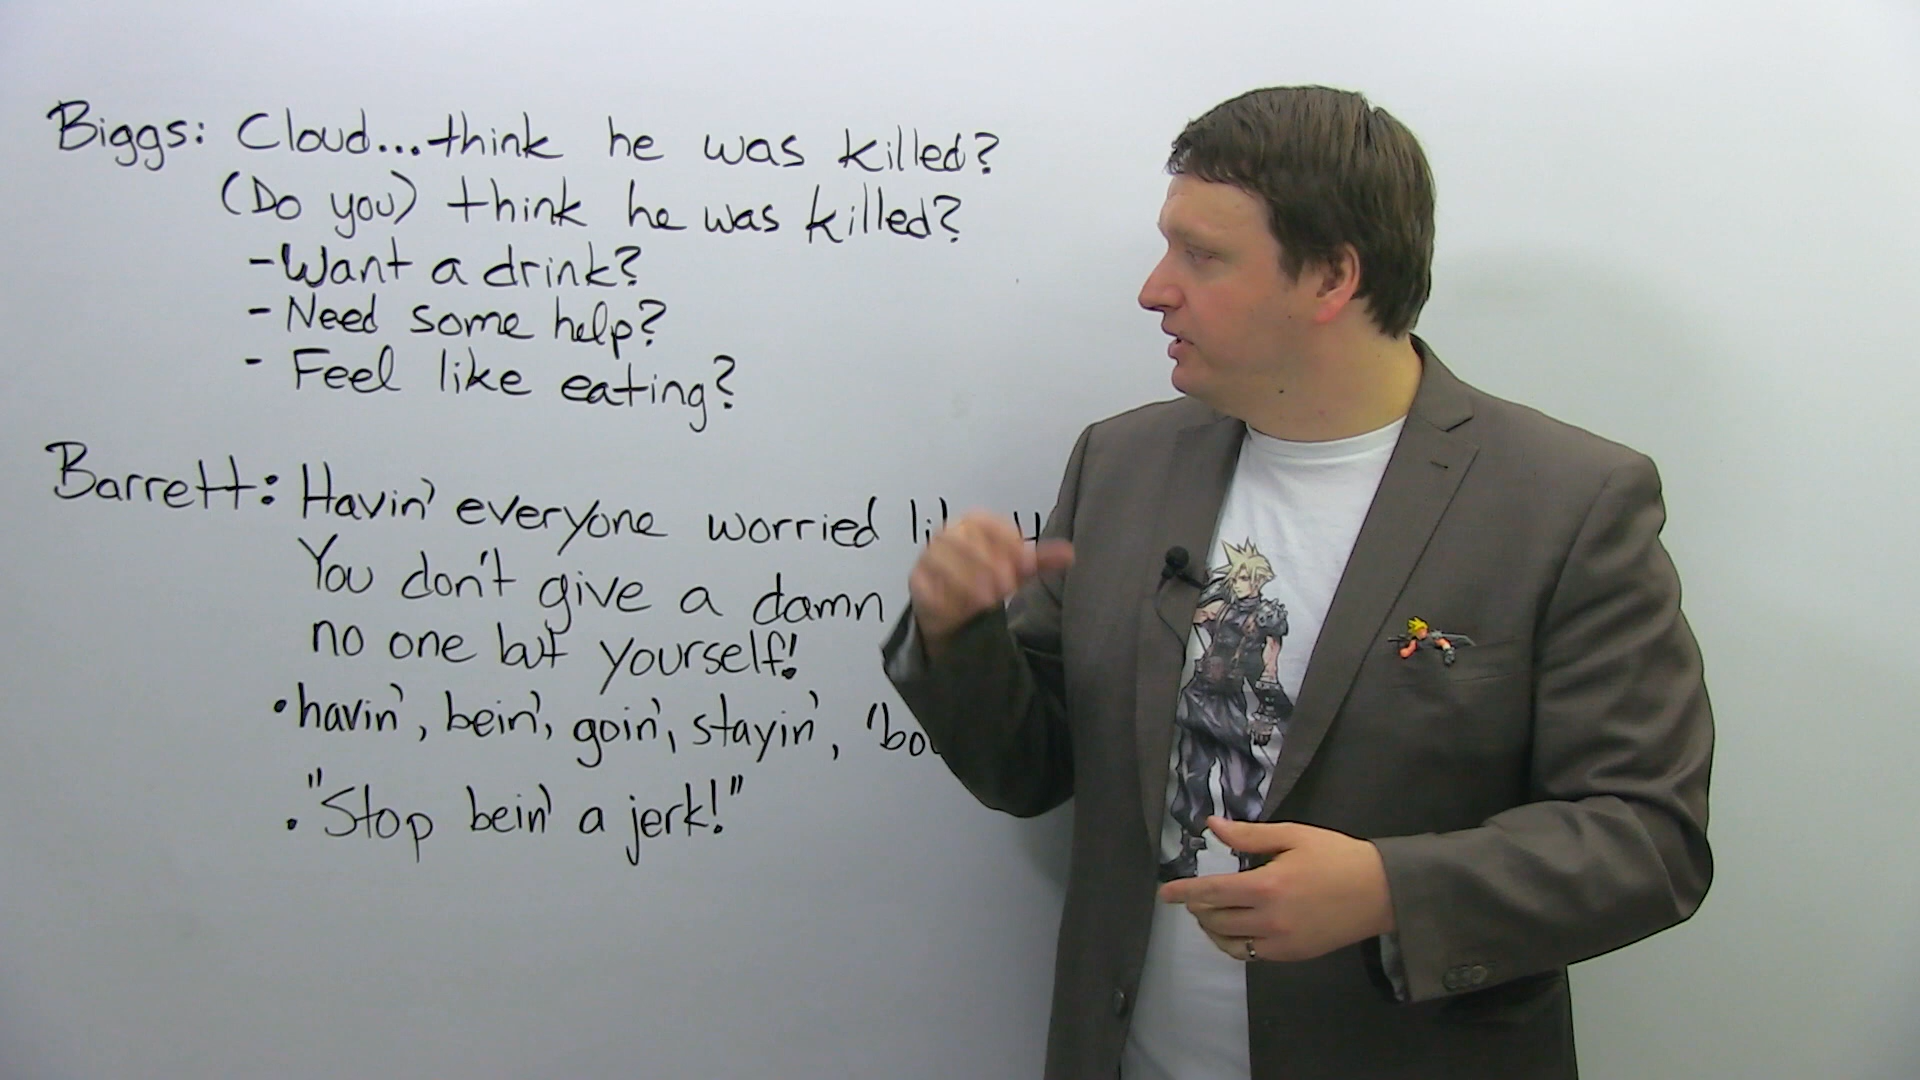 Biggs: Cloud...think he was killed?
(Do you) think he was killed?
- Want a drink?
- Need some help?
- Feel like eating?
Barrett: Havin' everyone worried
You don't give a damn
no one but yourself!
• havin', bein', goin', stayin',
• "Stop bein' a jerk!"